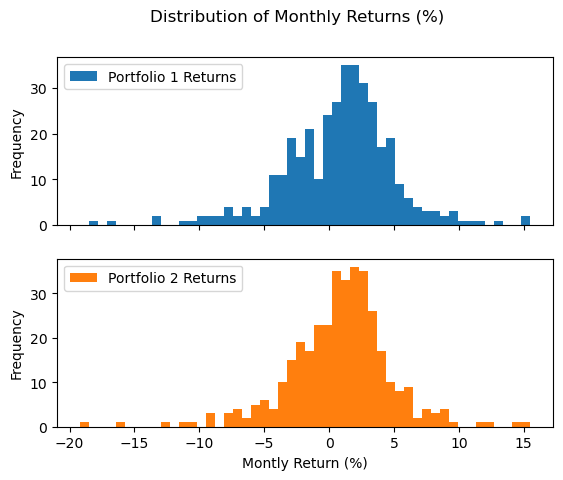 Distribution of Monthly Returns (%)
Portfolio 1 Returns
Frequency
30
20
10
0
Portfolio 2 Returns
Frequency
30
20
10
0
−20 −15 −10 −5 0 5 10 15
Montly Return (%)